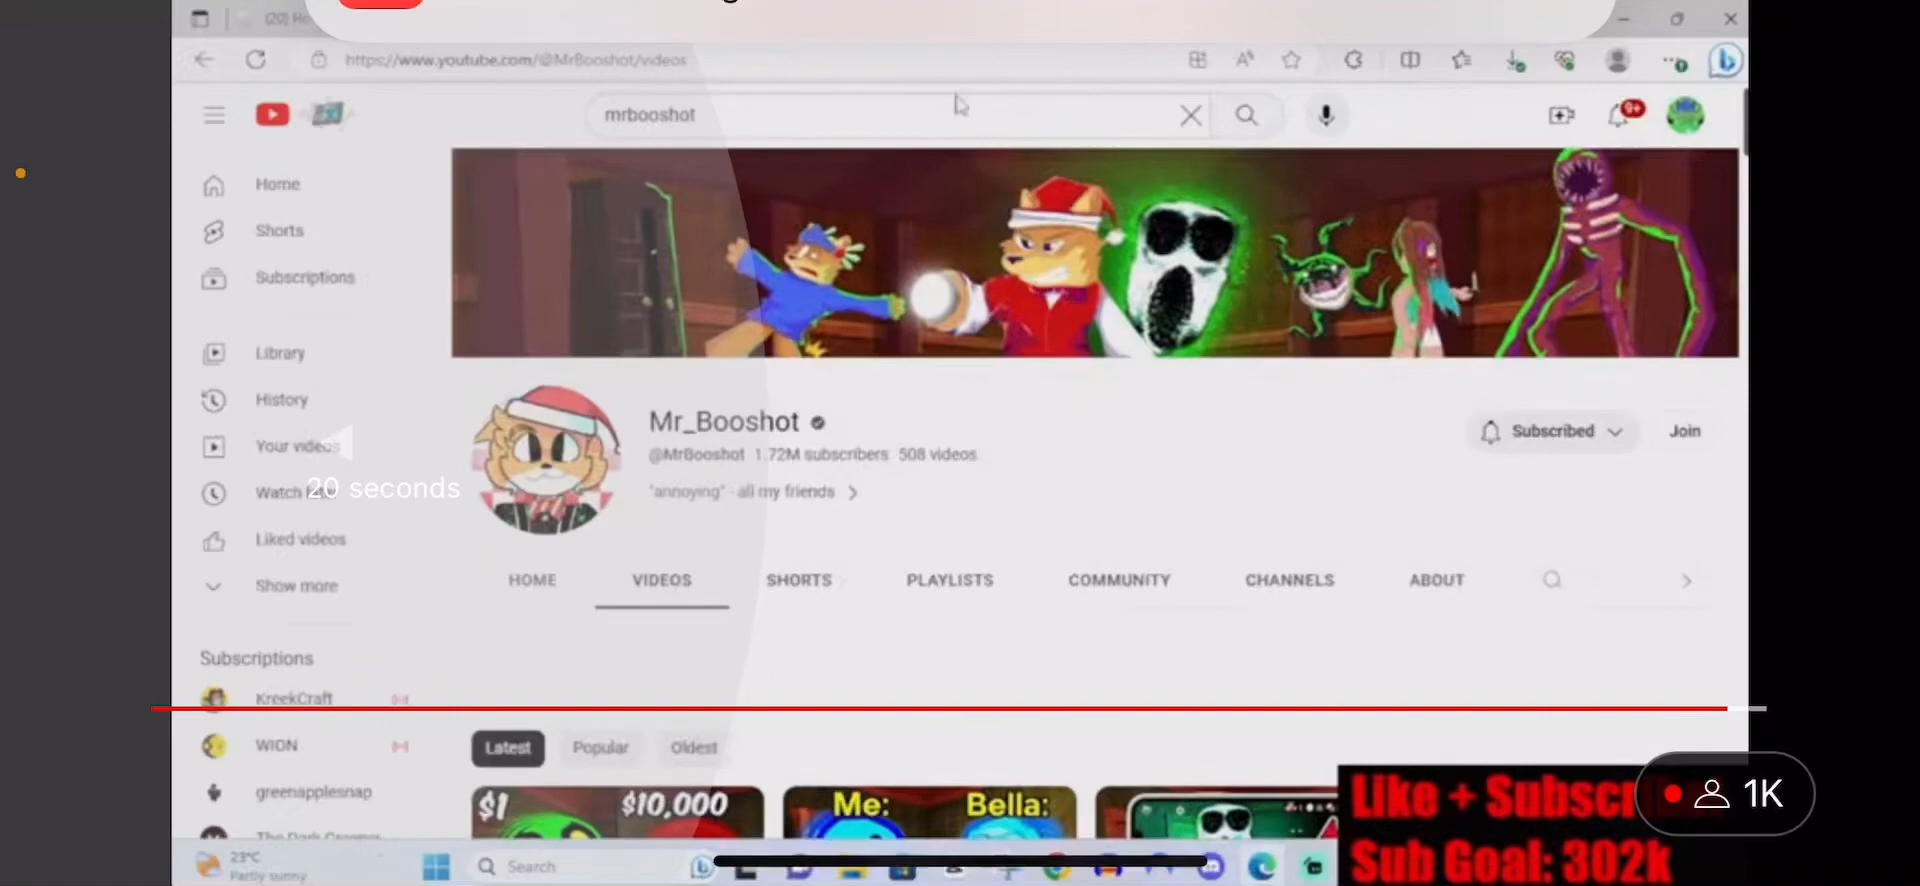 https://www.youtube.com/@MrBooshot/videos
mrbooshot
9+
Home
Shorts
Subscriptions
Library
History
Your videos
Watch
20 seconds
Liked videos
Show more
Mr_Booshot
@MrBooshot 1.72M subscribers 508 videos
"annoying" - all my friends
Subscribed
Join
HOME VIDEOS SHORTS PLAYLISTS COMMUNITY CHANNELS ABOUT
Subscriptions
KreekCraft
WION
greenapplesnap
Latest Popular Oldest
$1 $10,000
Me: Bella:
Like + Subscr
1K
Sub Goal: 302k
23°C
Partly sunny
Search